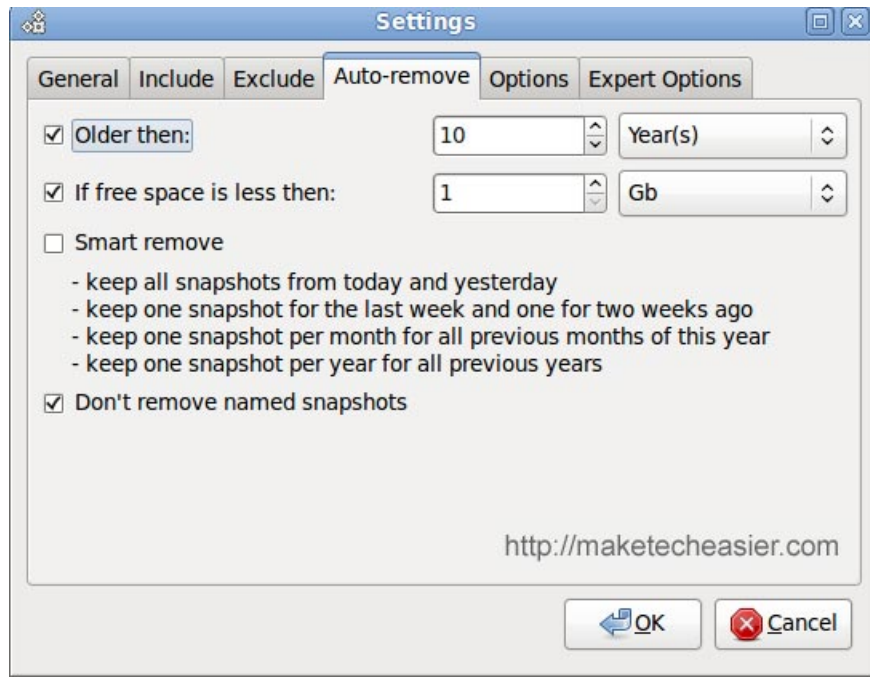 Settings
General Include Exclude Auto-remove Options Expert Options
Older then: 10 Year(s)
If free space is less then: 1 Gb
Smart remove
- keep all snapshots from today and yesterday
- keep one snapshot for the last week and one for two weeks ago
- keep one snapshot per month for all previous months of this year
- keep one snapshot per year for all previous years
Don't remove named snapshots
http://maketecheasier.com
OK Cancel